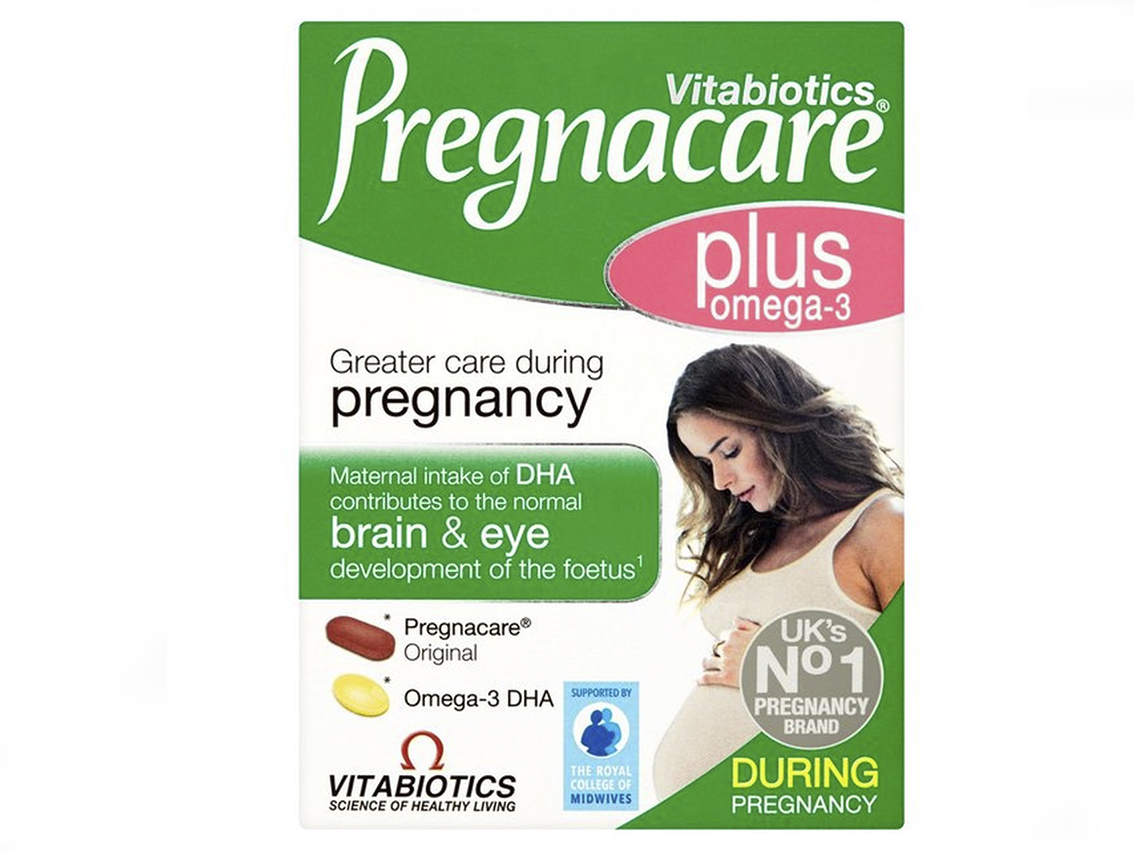 Vitabiotics
Pregnacare®
plus
omega-3
Greater care during
pregnancy
Maternal intake of DHA
contributes to the normal
brain & eye
development of the foetus¹
* Pregnacare®
Original
* Omega-3 DHA
SUPPORTED BY
THE ROYAL
COLLEGE OF
MIDWIVES
VITABIOTICS
SCIENCE OF HEALTHY LIVING
UK's
Nº1
PREGNANCY
BRAND
DURING
PREGNANCY